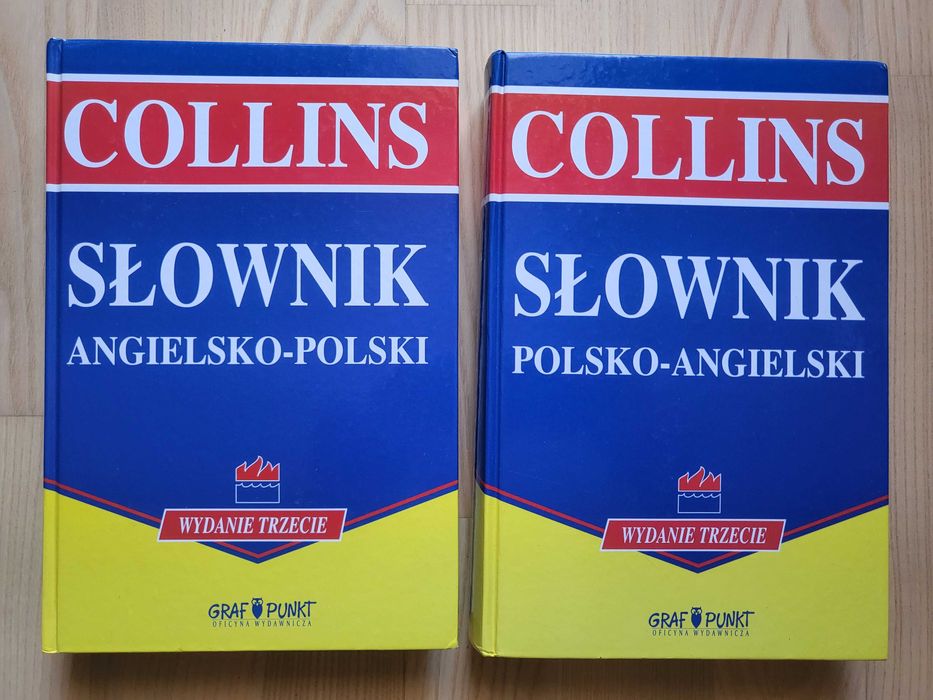 COLLINS
SŁOWNIK
ANGIELSKO-POLSKI
WYDANIE TRZECIE
GRAF PUNKT
OFICYNA WYDAWNICZA
COLLINS
SŁOWNIK
POLSKO-ANGIELSKI
WYDANIE TRZECIE
GRAF PUNKT
OFICYNA WYDAWNICZA